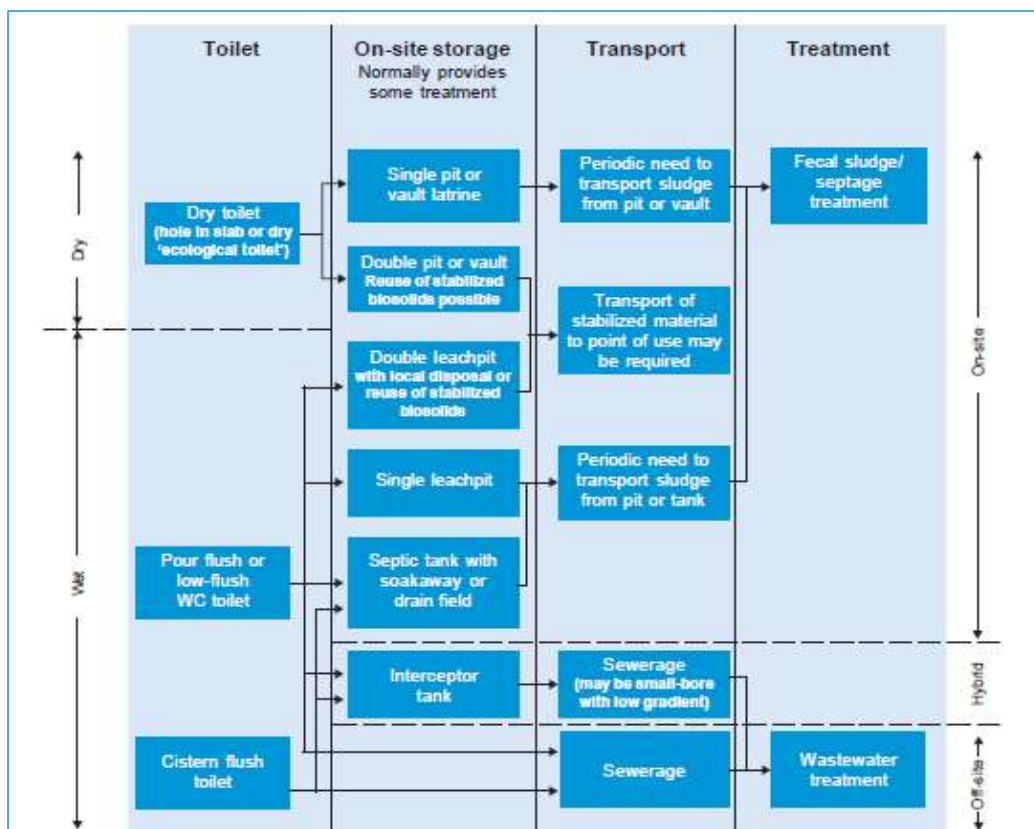 Toilet
On-site storage
Normally provides
some treatment
Transport
Treatment
Dry
Wet
Dry toilet
(hole in slab or dry
‘ecological toilet’)
Single pit or
vault latrine
Periodic need to
transport sludge
from pit or vault
Fecal sludge/
septage
treatment
Double pit or vault
Reuse of stabilized
biosolids possible
Transport of
stabilized material
to point of use may
be required
Double leachpit
with local disposal or
reuse of stabilized
biosolids
Single leachpit
Periodic need to
transport sludge
from pit or tank
Pour flush or
low-flush
WC toilet
Septic tank with
soakaway or
drain field
Interceptor
tank
Sewerage
(may be small-bore
with low gradient)
Cistern flush
toilet
Sewerage
Wastewater
treatment
On-site
Hybrid
Off-site